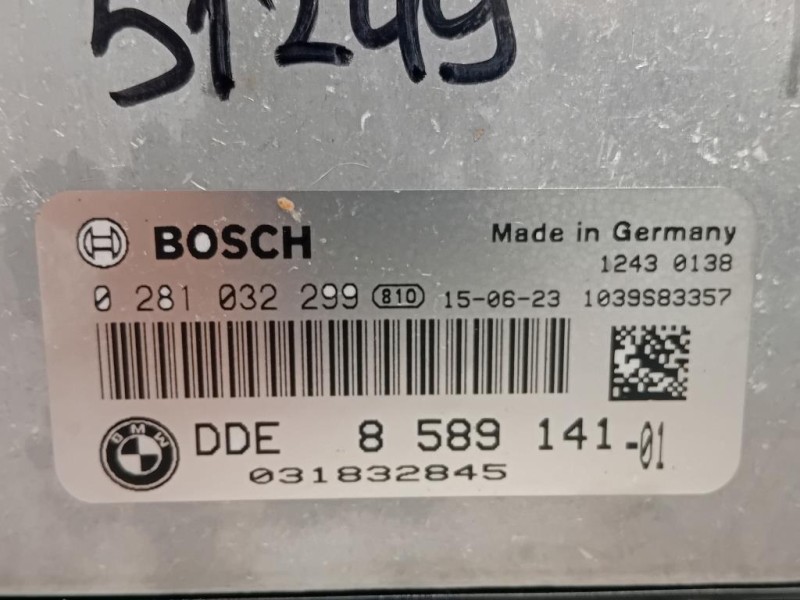 51249
BOSCH
Made in Germany
1243 0138
0 281 032 299 810 15-06-23 1039S83357
BMW
DDE 8 589 141-01
031832845